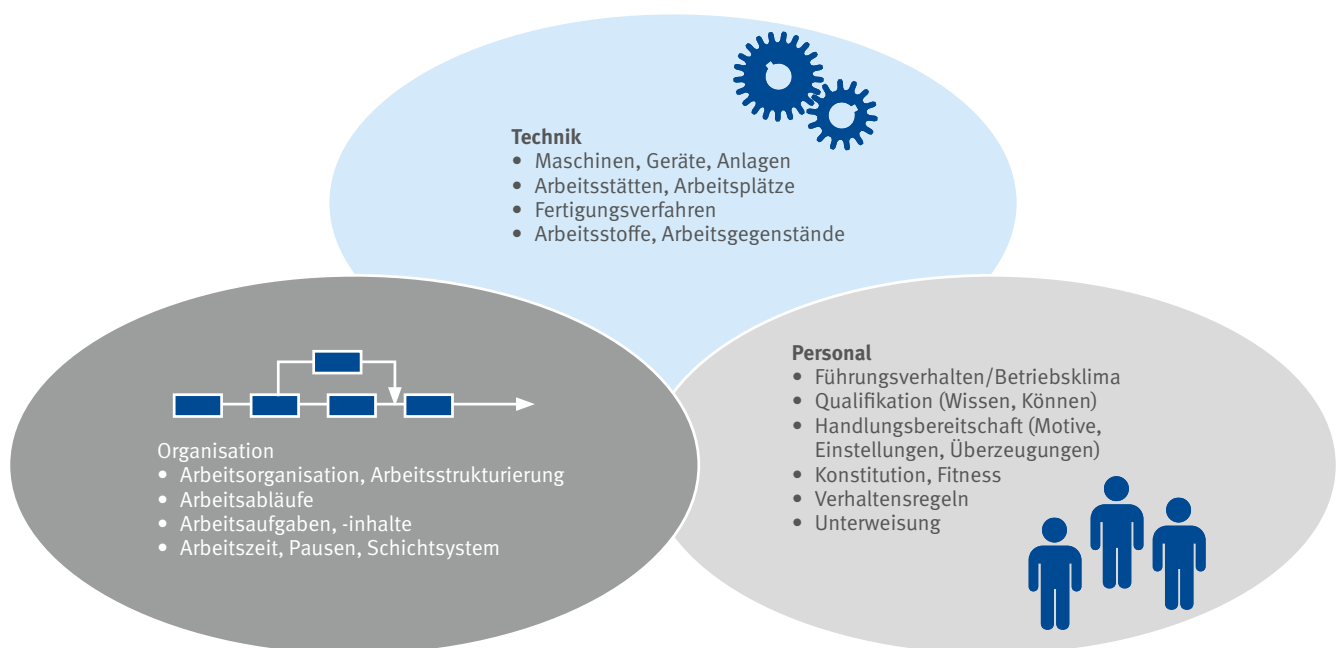 Technik
• Maschinen, Geräte, Anlagen
• Arbeitsstätten, Arbeitsplätze
• Fertigungsverfahren
• Arbeitsstoffe, Arbeitsgegenstände
Organisation
• Arbeitsorganisation, Arbeitsstrukturierung
• Arbeitsabläufe
• Arbeitsaufgaben, -inhalte
• Arbeitszeit, Pausen, Schichtsystem
Personal
• Führungsverhalten/Betriebsklima
• Qualifikation (Wissen, Können)
• Handlungsbereitschaft (Motive,
Einstellungen, Überzeugungen)
• Konstitution, Fitness
• Verhaltensregeln
• Unterweisung